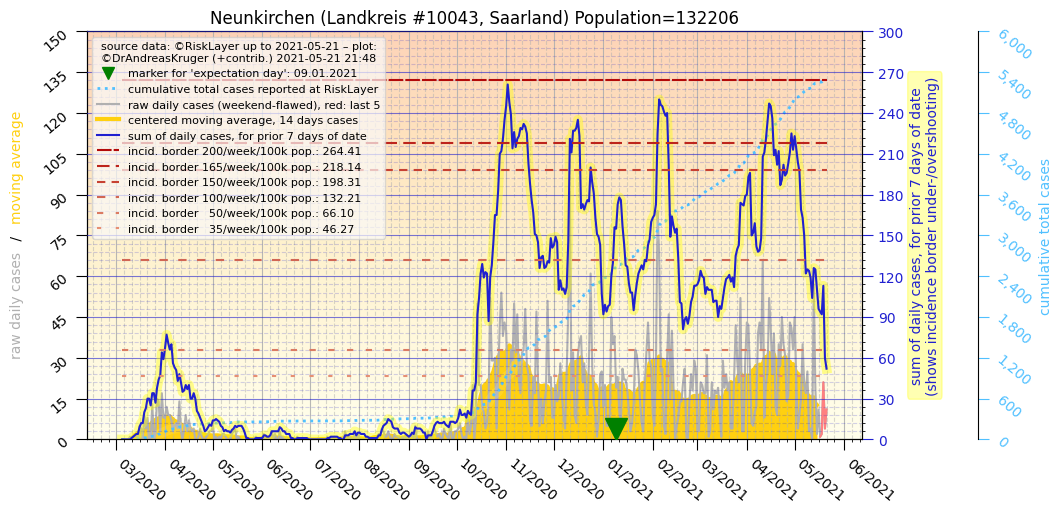 Neunkirchen (Landkreis #10043, Saarland) Population=132206
source data: ©RiskLayer up to 2021-05-21 – plot:
©DrAndreasKruger (+contrib.) 2021-05-21 21:48
marker for 'expectation day': 09.01.2021
cumulative total cases reported at RiskLayer
raw daily cases (weekend-flawed), red: last 5
centered moving average, 14 days cases
sum of daily cases, for prior 7 days of date
incid. border 200/week/100k pop.: 264.41
incid. border 165/week/100k pop.: 218.14
incid. border 150/week/100k pop.: 198.31
incid. border 100/week/100k pop.: 132.21
incid. border   50/week/100k pop.: 66.10
incid. border   35/week/100k pop.: 46.27
raw daily cases / moving average
150
135
120
105
90
75
60
45
30
15
0
300
270
240
210
180
150
120
90
60
30
0
sum of daily cases, for prior 7 days of date
(shows incidence border under-/overshooting)
6,000
5,400
4,800
4,200
3,600
3,000
2,400
1,800
1,200
600
0
cumulative total cases
03/2020
04/2020
05/2020
06/2020
07/2020
08/2020
09/2020
10/2020
11/2020
12/2020
01/2021
02/2021
03/2021
04/2021
05/2021
06/2021